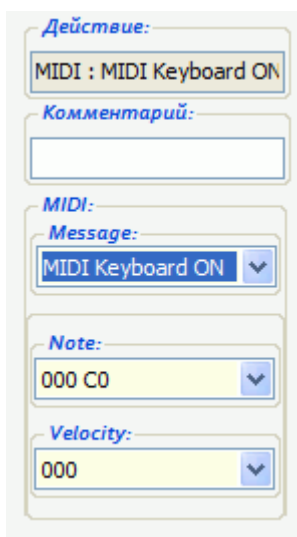 Действие:
MIDI : MIDI Keyboard ON
Комментарий:
MIDI:
Message:
MIDI Keyboard ON
Note:
000 C0
Velocity:
000